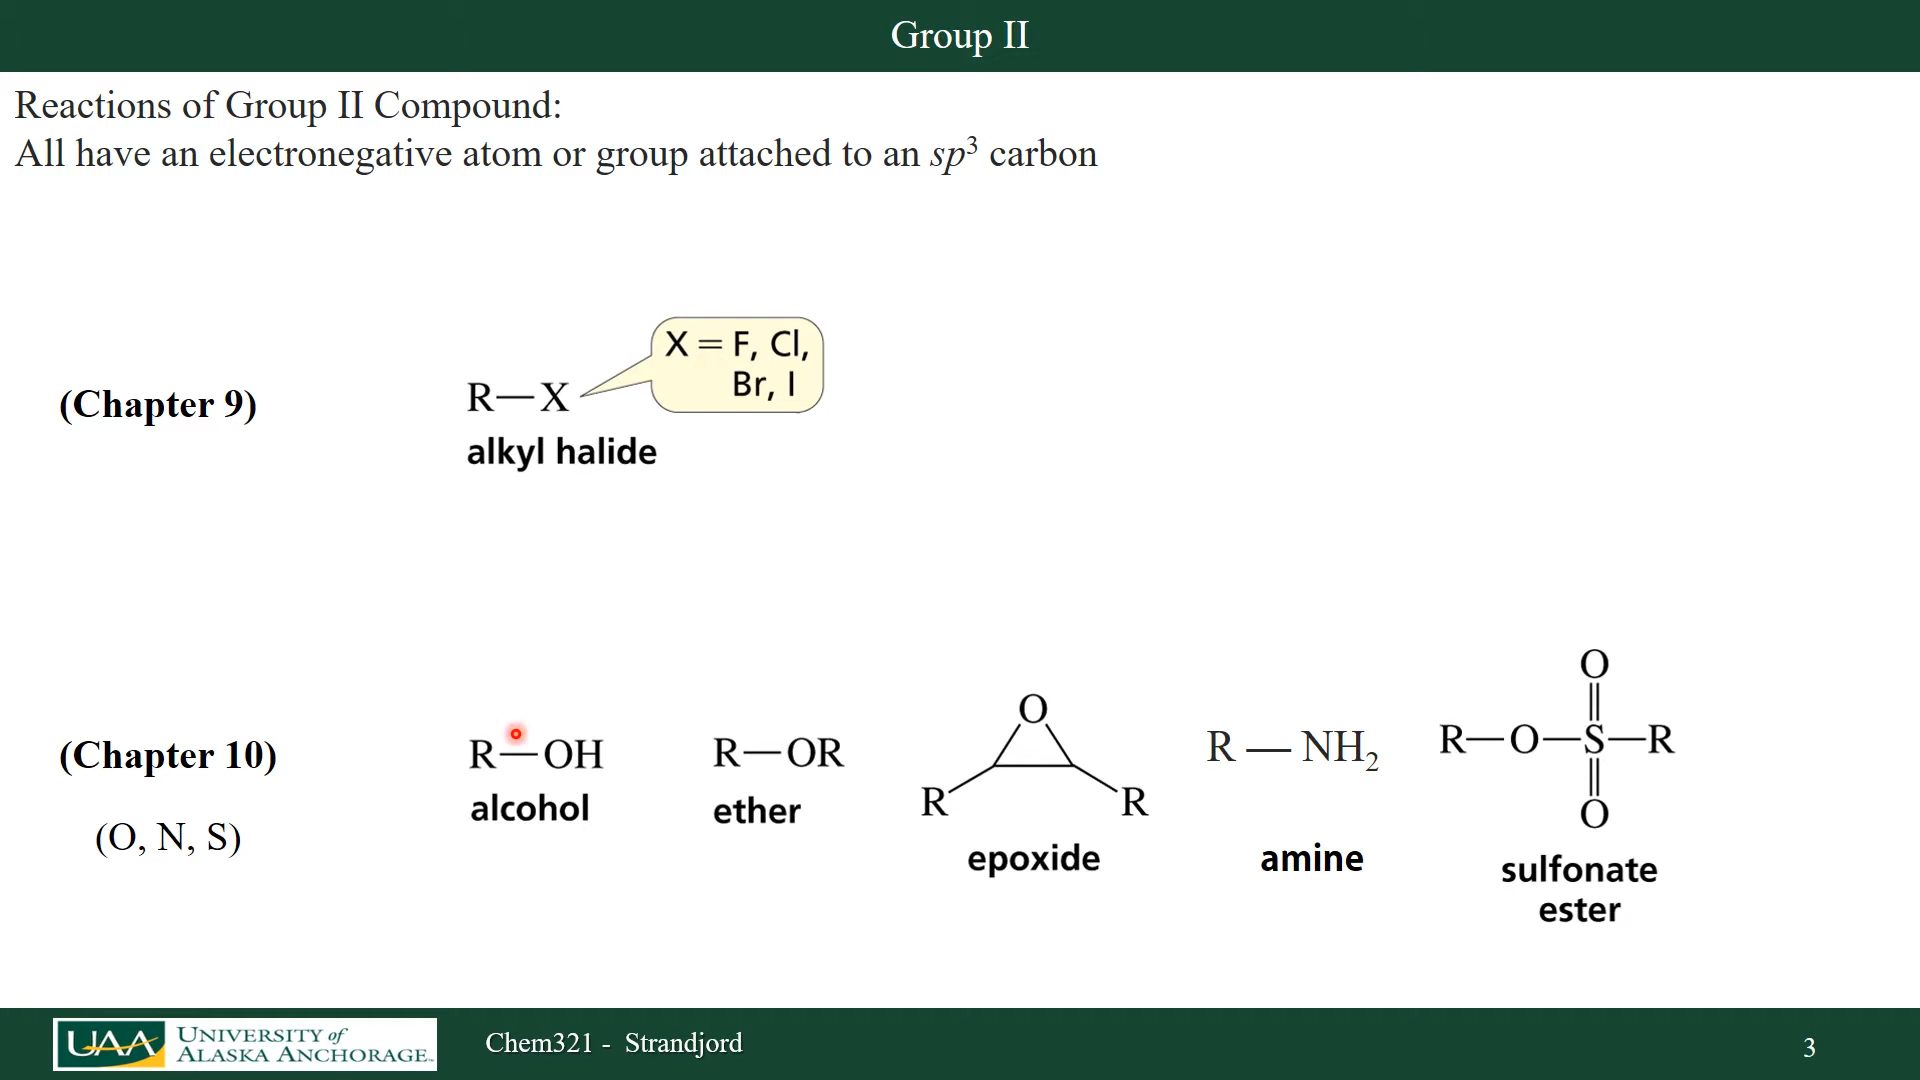 Group II
Reactions of Group II Compound:
All have an electronegative atom or group attached to an sp³ carbon
(Chapter 9)
R—X
X = F, Cl,
Br, I
alkyl halide
(Chapter 10)
(O, N, S)
R—OH
alcohol
R—OR
ether
O
R R
epoxide
R — NH₂
amine
O
R—O—S—R
O
sulfonate
ester
UAA
UNIVERSITY of
ALASKA ANCHORAGE™
Chem321 - Strandjord
3